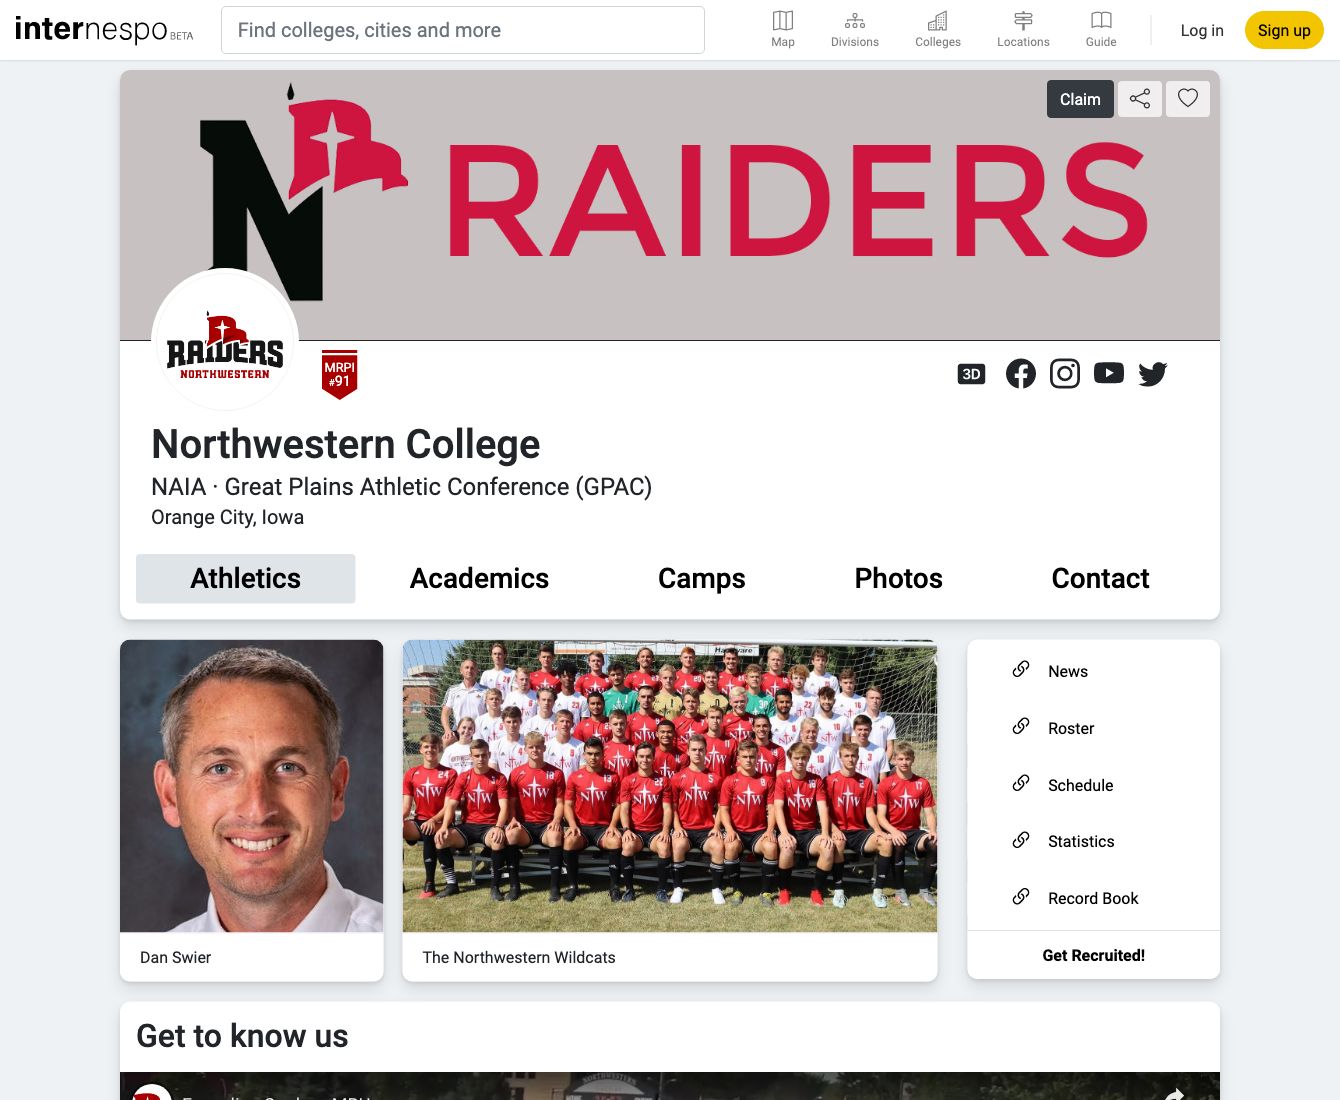 internespo BETA
Find colleges, cities and more
Map
Divisions
Colleges
Locations
Guide
Log in
Sign up
Claim
N RAIDERS
RAIDERS
NORTHWESTERN
MRPI
#91
3D
Northwestern College
NAIA · Great Plains Athletic Conference (GPAC)
Orange City, Iowa
Athletics
Academics
Camps
Photos
Contact
News
Roster
Schedule
Statistics
Record Book
Get Recruited!
Dan Swier
The Northwestern Wildcats
Get to know us